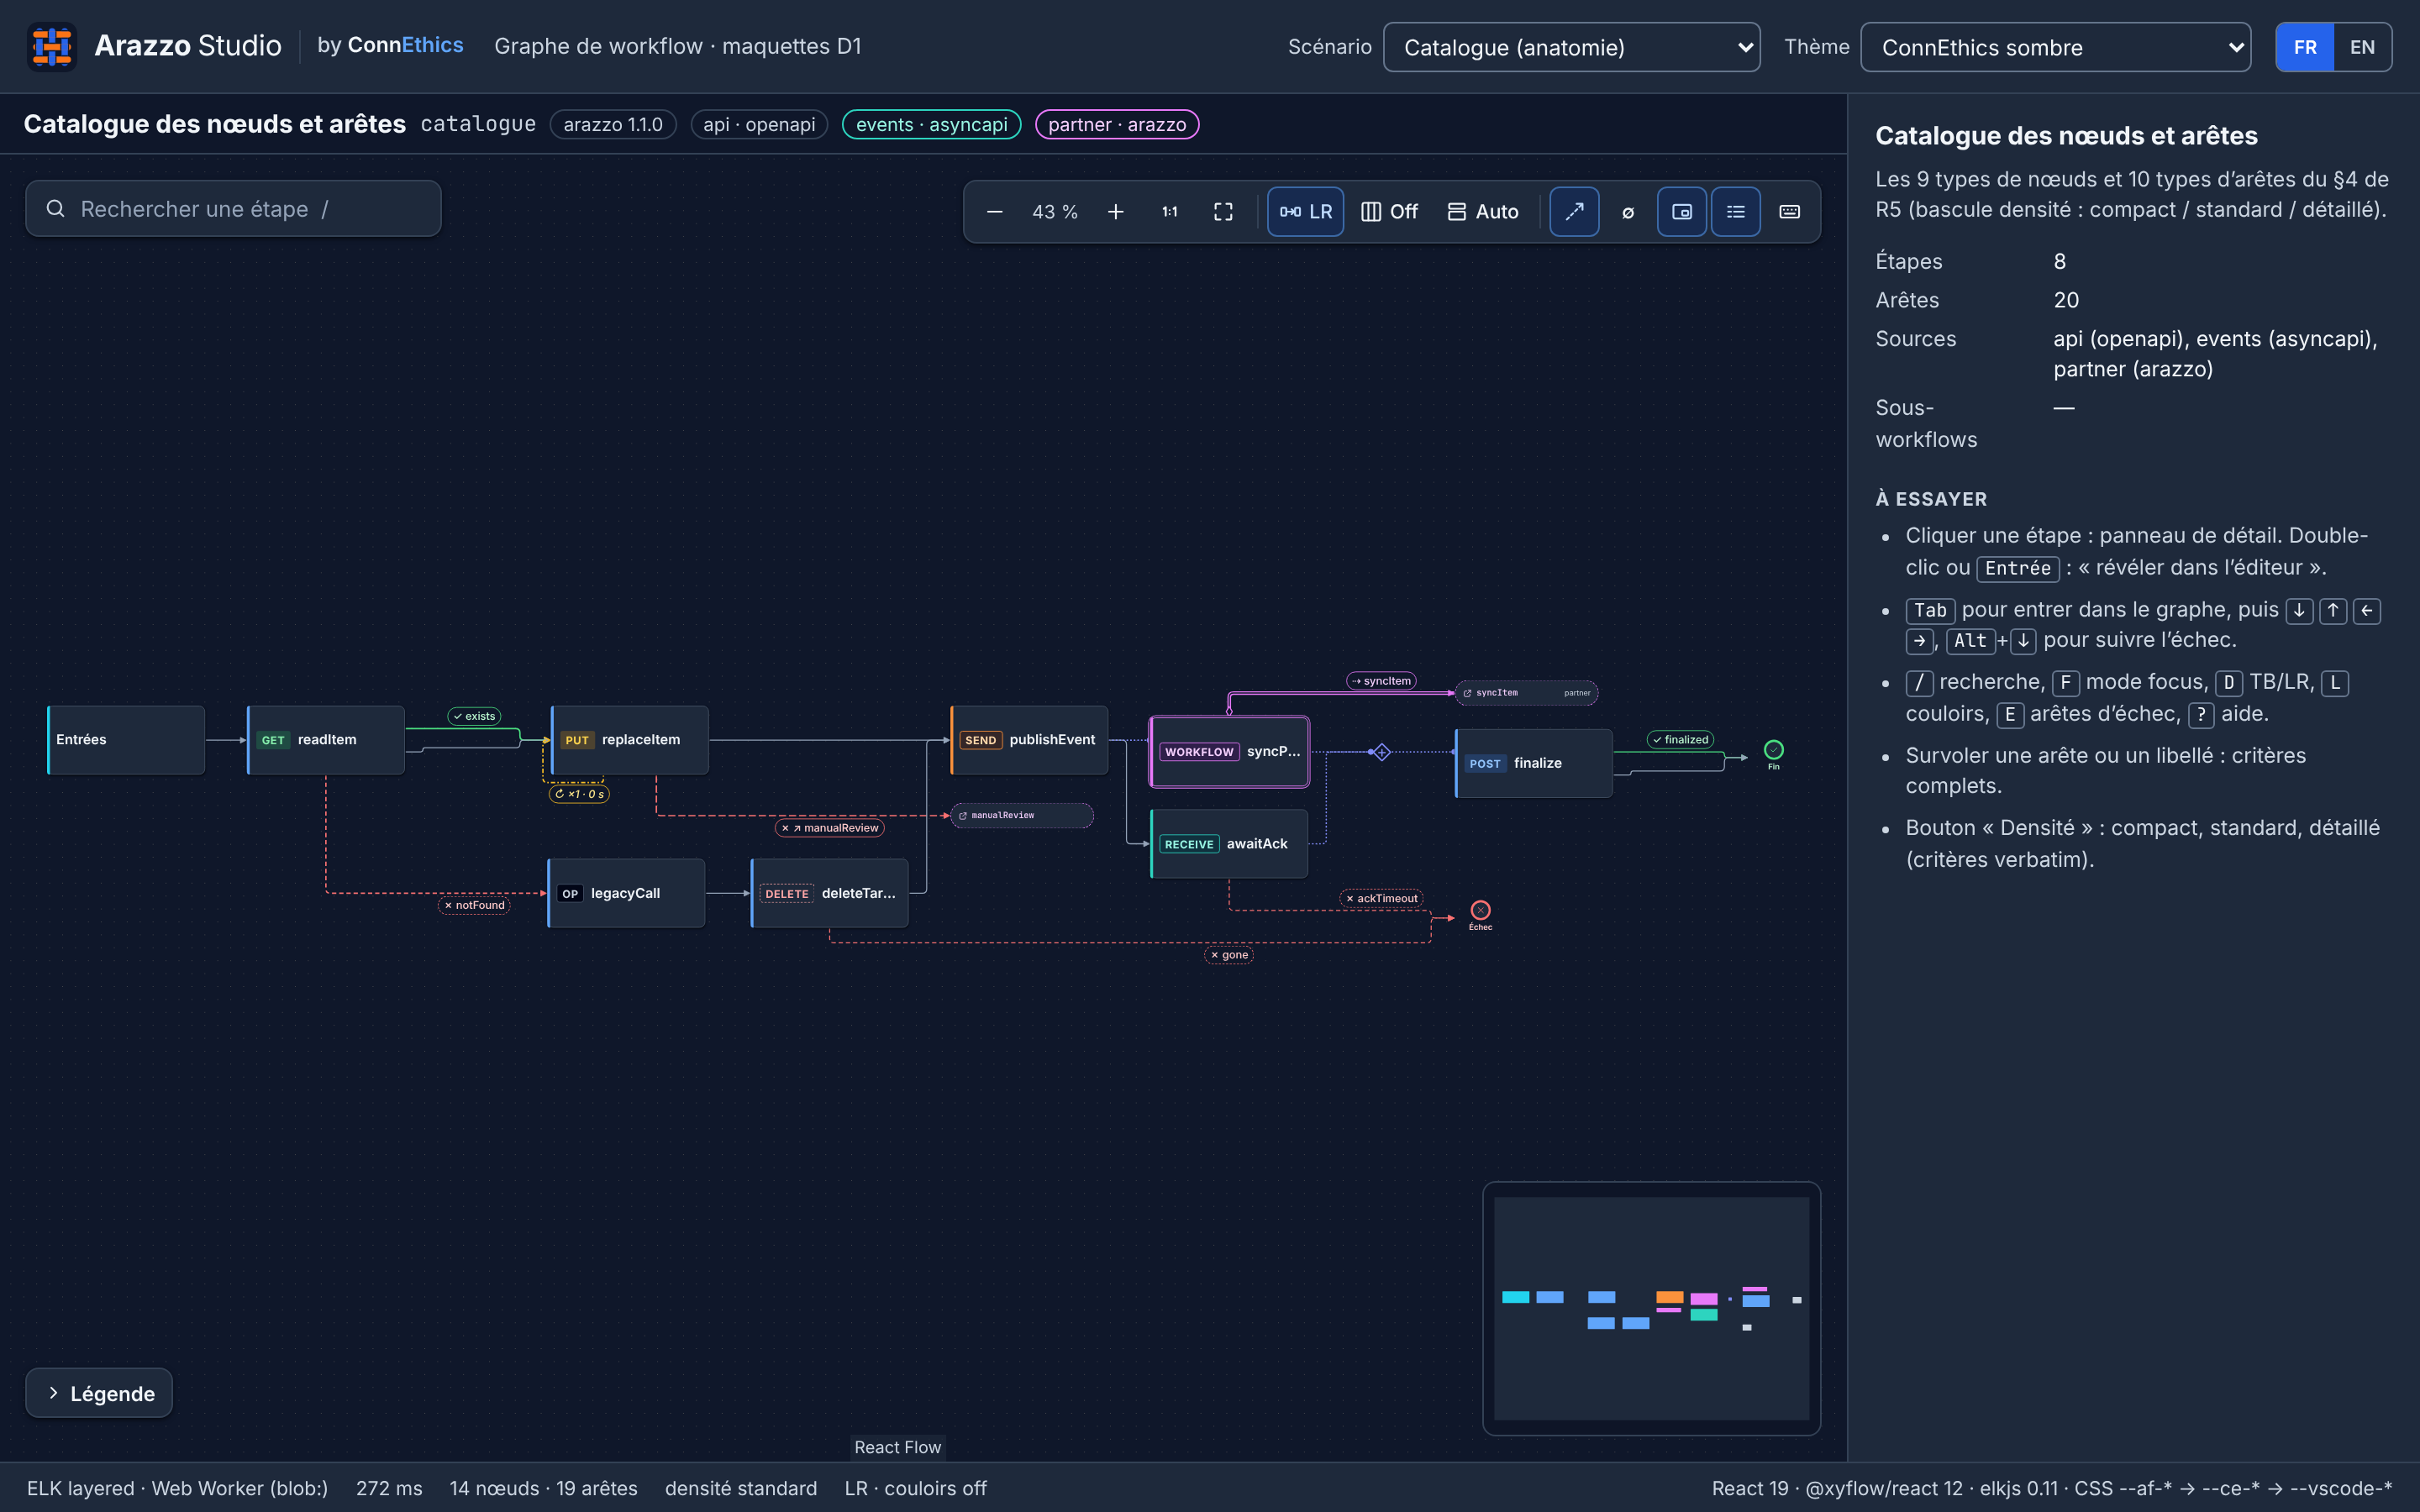 Arazzo Studio
by ConnEthics
Graphe de workflow · maquettes D1
Scénario
Catalogue (anatomie)
Thème
ConnEthics sombre
FR
EN
Catalogue des nœuds et arêtes
catalogue
arazzo 1.1.0
api · openapi
events · asyncapi
partner · arazzo
Rechercher une étape /
43 %
1:1
LR
Off
Auto
⌀
→ syncItem
syncItem
partner
Entrées
GET readItem
✓ exists
PUT replaceItem
SEND publishEvent
WORKFLOW syncP...
✓ finalized
POST finalize
Fin
↻ ×1 · 0 s
manualReview
× ↗ manualReview
RECEIVE awaitAck
OP legacyCall
DELETE deleteTar...
× notFound
× ackTimeout
Échec
× gone
Légende
React Flow
Catalogue des nœuds et arêtes
Les 9 types de nœuds et 10 types d’arêtes du §4 de
R5 (bascule densité : compact / standard / détaillé).
Étapes 8
Arêtes 20
Sources api (openapi), events (asyncapi),
partner (arazzo)
Sous- —
workflows
À ESSAYER
• Cliquer une étape : panneau de détail. Double-
clic ou Entrée : « révéler dans l’éditeur ».
• Tab pour entrer dans le graphe, puis ↓ ↑ ←
→, Alt+↓ pour suivre l’échec.
• / recherche, F mode focus, D TB/LR, L
couloirs, E arêtes d’échec, ? aide.
• Survoler une arête ou un libellé : critères
complets.
• Bouton « Densité » : compact, standard, détaillé
(critères verbatim).
ELK layered · Web Worker (blob:)
272 ms
14 nœuds · 19 arêtes
densité standard
LR · couloirs off
React 19 · @xyflow/react 12 · elkjs 0.11 · CSS --af-* → --ce-* → --vscode-*